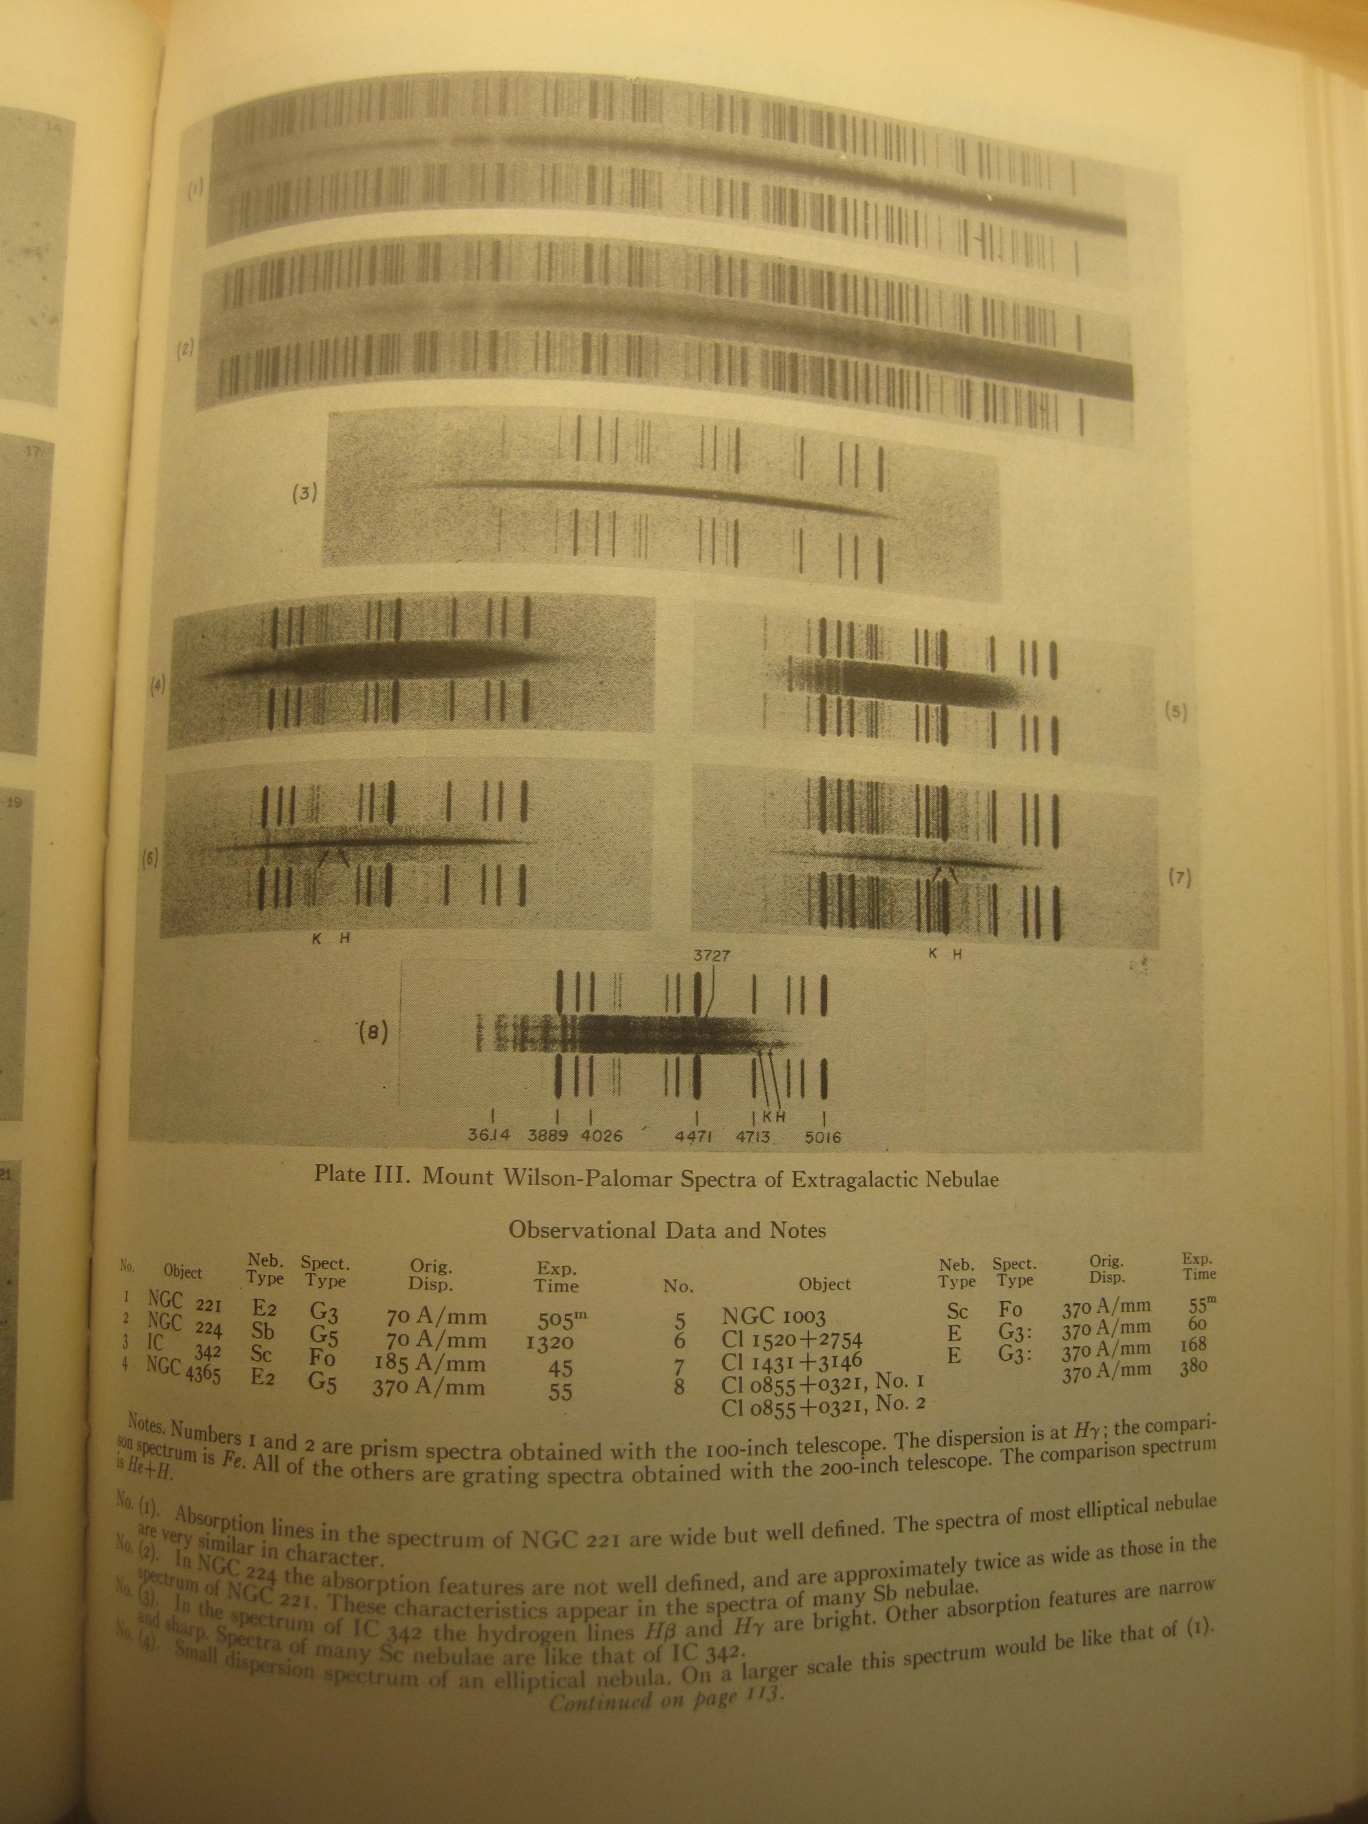 14
17
19
21
(1)
(2)
(3)
(4)
(5)
(6)
(7)
K H
K H
3727
(8)
K H
3614 3889 4026 4471 4713 5016
Plate III. Mount Wilson-Palomar Spectra of Extragalactic Nebulae
Observational Data and Notes
No. Object Neb. Type Spect. Type Orig. Disp. Exp. Time No. Object Neb. Type Spect. Type Orig. Disp. Exp. Time
1 NGC 221 E2 G3 70 A/mm 505m 5 NGC 1003 Sc F0 370 A/mm 55m
2 NGC 224 Sb G5 70 A/mm 1320 6 Cl 1520+2754 E G3: 370 A/mm 60
3 IC 342 Sc F0 185 A/mm 45 7 Cl 1431+3146 E G3: 370 A/mm 168
4 NGC 4365 E2 G5 370 A/mm 55 8 Cl 0855+0321, No. 1 370 A/mm 380
Cl 0855+0321, No. 2
Notes. Numbers 1 and 2 are prism spectra obtained with the 100-inch telescope. The dispersion is at Hγ; the compari-
son spectrum is Fe. All of the others are grating spectra obtained with the 200-inch telescope. The comparison spectrum
is He+H.
No. (1). Absorption lines in the spectrum of NGC 221 are wide but well defined. The spectra of most elliptical nebulae
are very similar in character.
No. (2). In NGC 224 the absorption features are not well defined, and are approximately twice as wide as those in the
spectrum of NGC 221. These characteristics appear in the spectra of many Sb nebulae.
No. (3). In the spectrum of IC 342 the hydrogen lines Hβ and Hγ are bright. Other absorption features are narrow
and sharp. Spectra of many Sc nebulae are like that of IC 342.
No. (4). Small dispersion spectrum of an elliptical nebula. On a larger scale this spectrum would be like that of (1).
Continued on page 113.